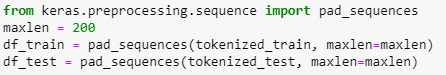 from keras.preprocessing.sequence import pad_sequences
maxlen = 200
df_train = pad_sequences(tokenized_train, maxlen=maxlen)
df_test = pad_sequences(tokenized_test, maxlen=maxlen)